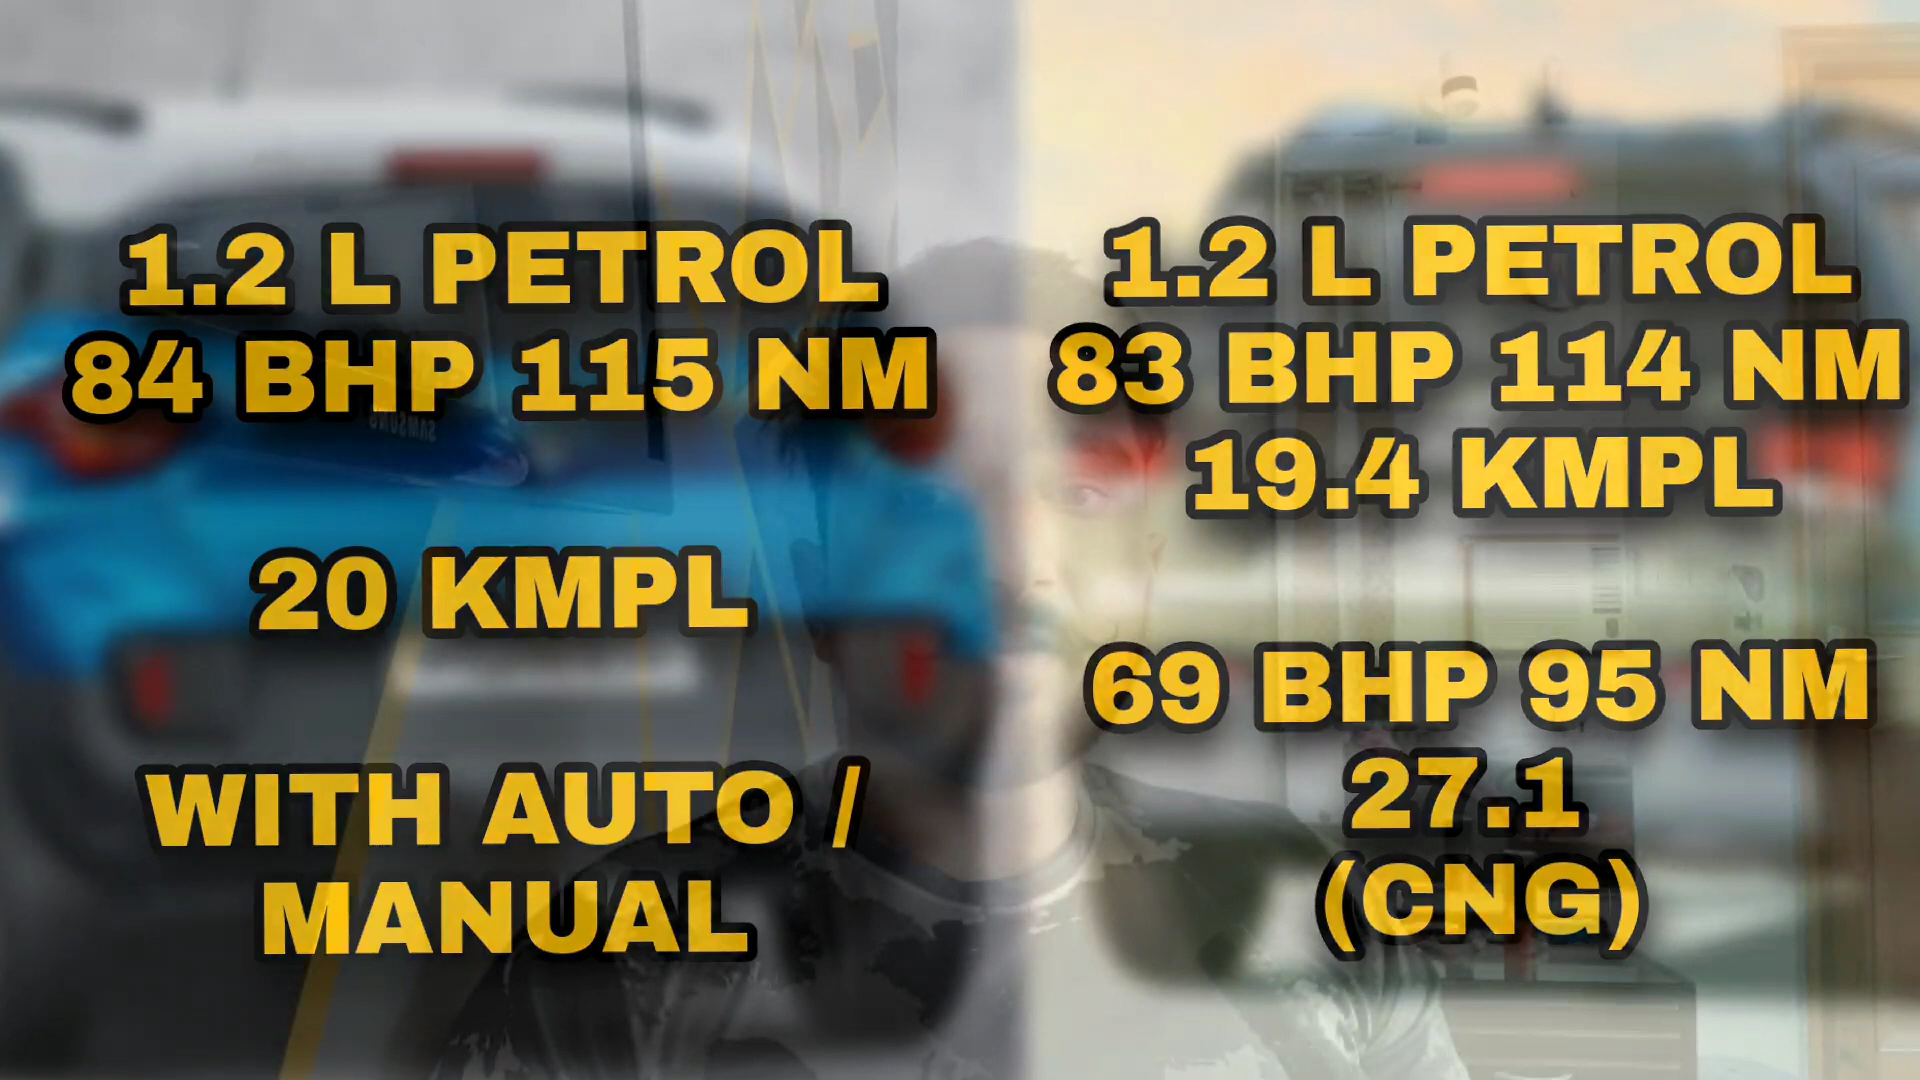 1.2 L PETROL
84 BHP 115 NM
20 KMPL
WITH AUTO /
MANUAL
1.2 L PETROL
83 BHP 114 NM
19.4 KMPL
69 BHP 95 NM
27.1
(CNG)
SAMSUNG